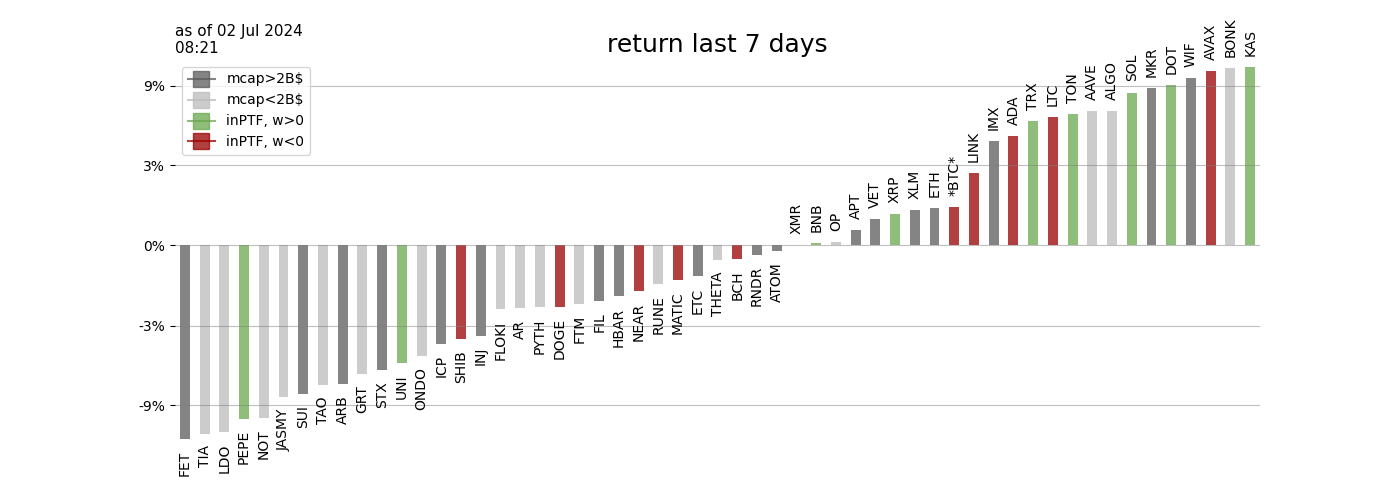 as of 02 Jul 2024
08:21
return last 7 days
mcap>2B$
mcap<2B$
inPTF, w>0
inPTF, w<0
9%
3%
0%
-3%
-9%
FET
TIA
LDO
PEPE
NOT
JASMY
SUI
TAO
ARB
GRT
STX
UNI
ONDO
ICP
SHIB
INJ
FLOKI
AR
PYTH
DOGE
FTM
FIL
HBAR
NEAR
RUNE
MATIC
ETC
THETA
BCH
RNDR
ATOM
XMR
BNB
OP
APT
VET
XRP
XLM
ETH
*BTC*
LINK
IMX
ADA
TRX
LTC
TON
AAVE
ALGO
SOL
MKR
DOT
WIF
AVAX
BONK
KAS